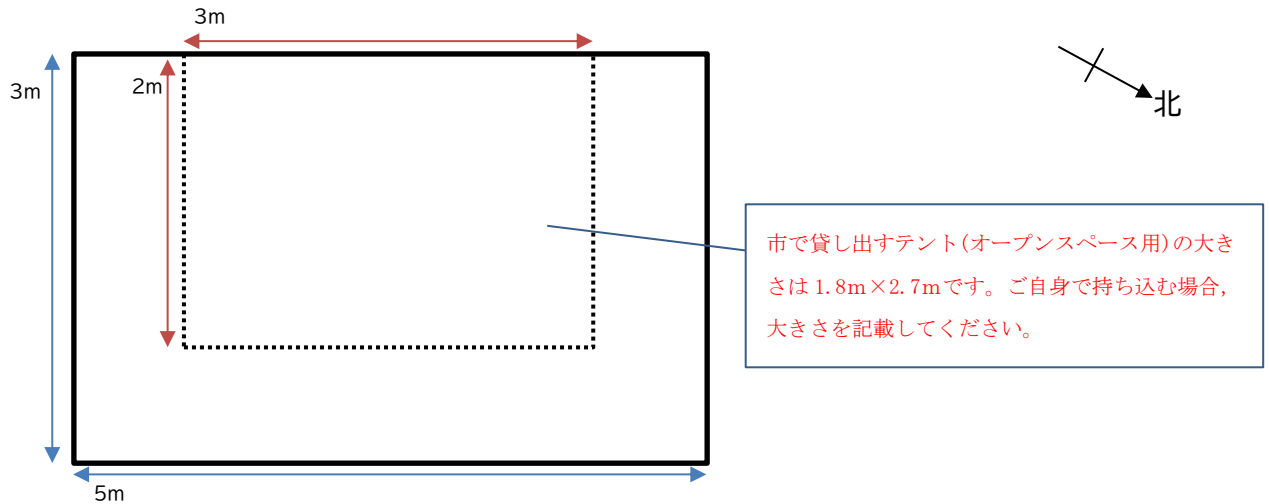 3m
3m
2m
北
市で貸し出すテント(オープンスペース用)の大き
さは1.8m×2.7mです。ご自身で持ち込む場合,
大きさを記載してください。
5m